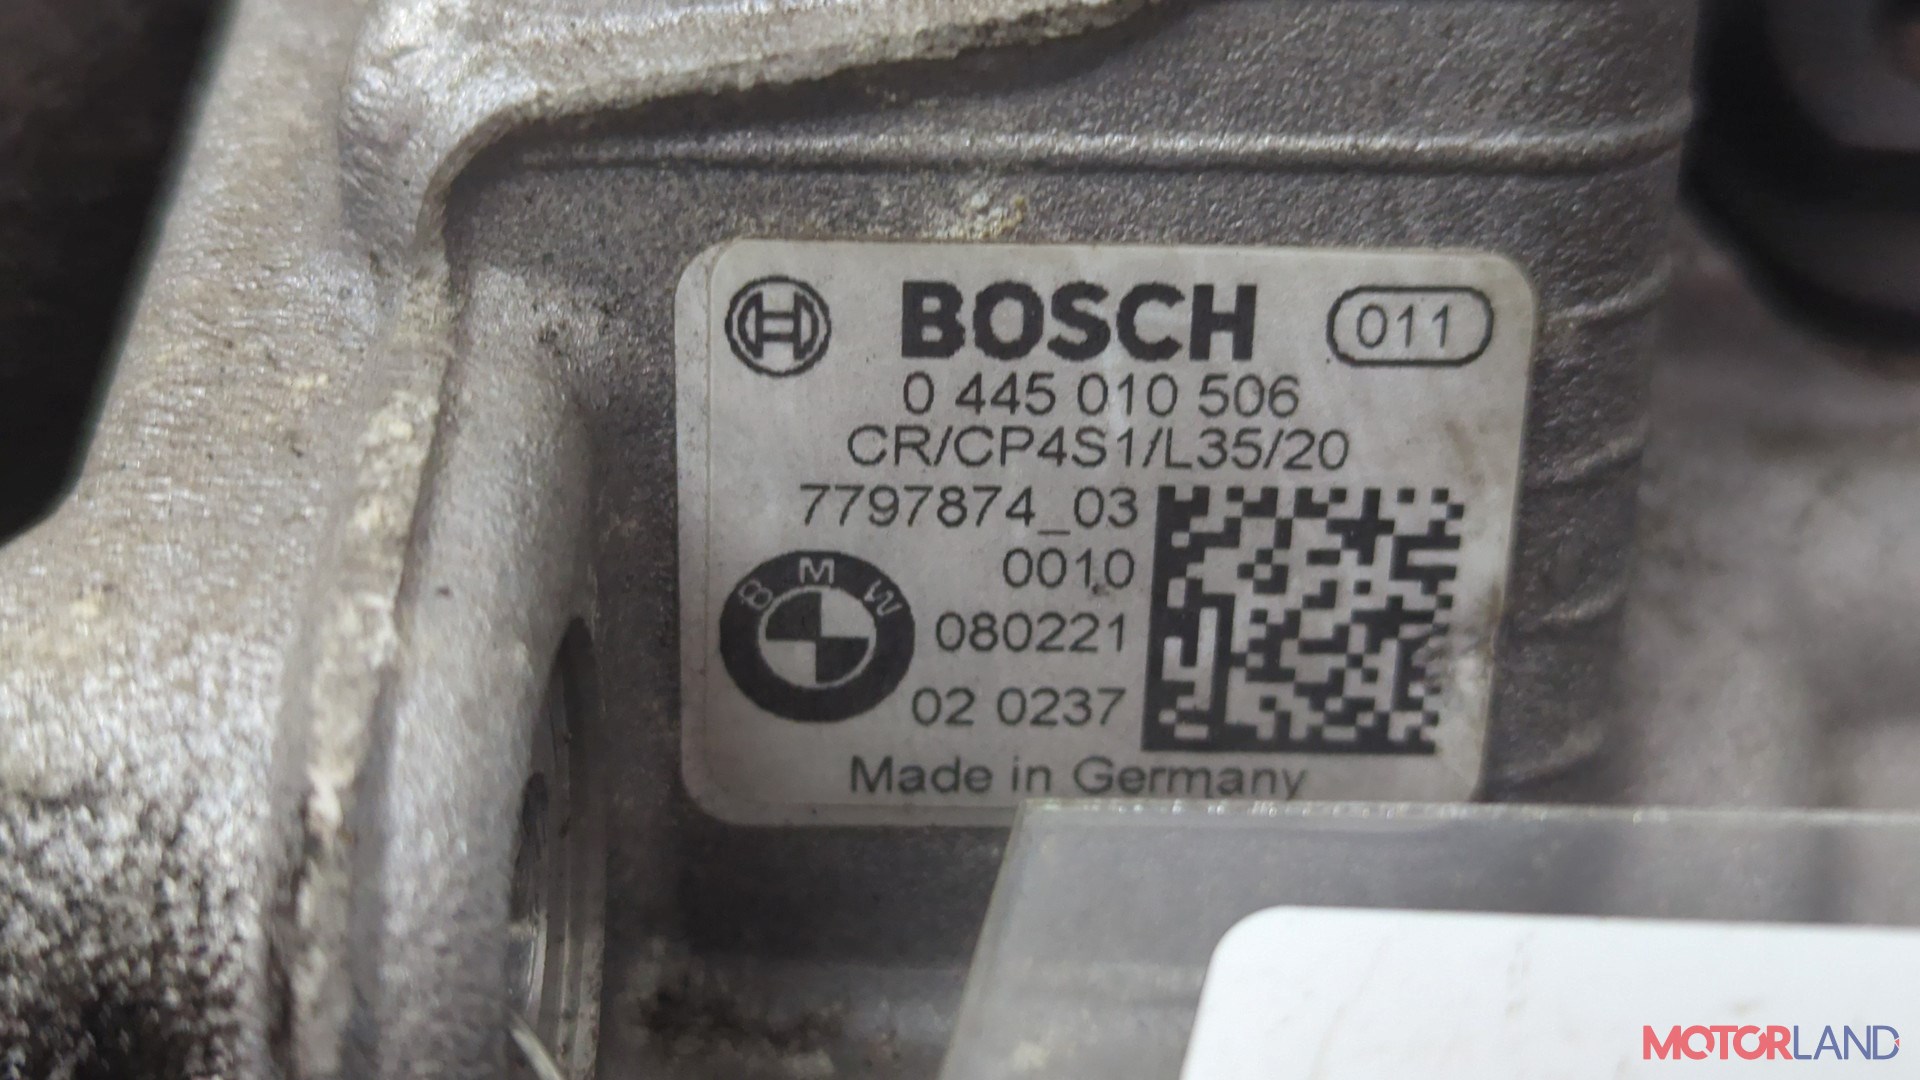 BOSCH 011
0 445 010 506
CR/CP4S1/L35/20
7797874_03
0010
BMW
080221
02 0237
Made in Germany
MOTORLAND